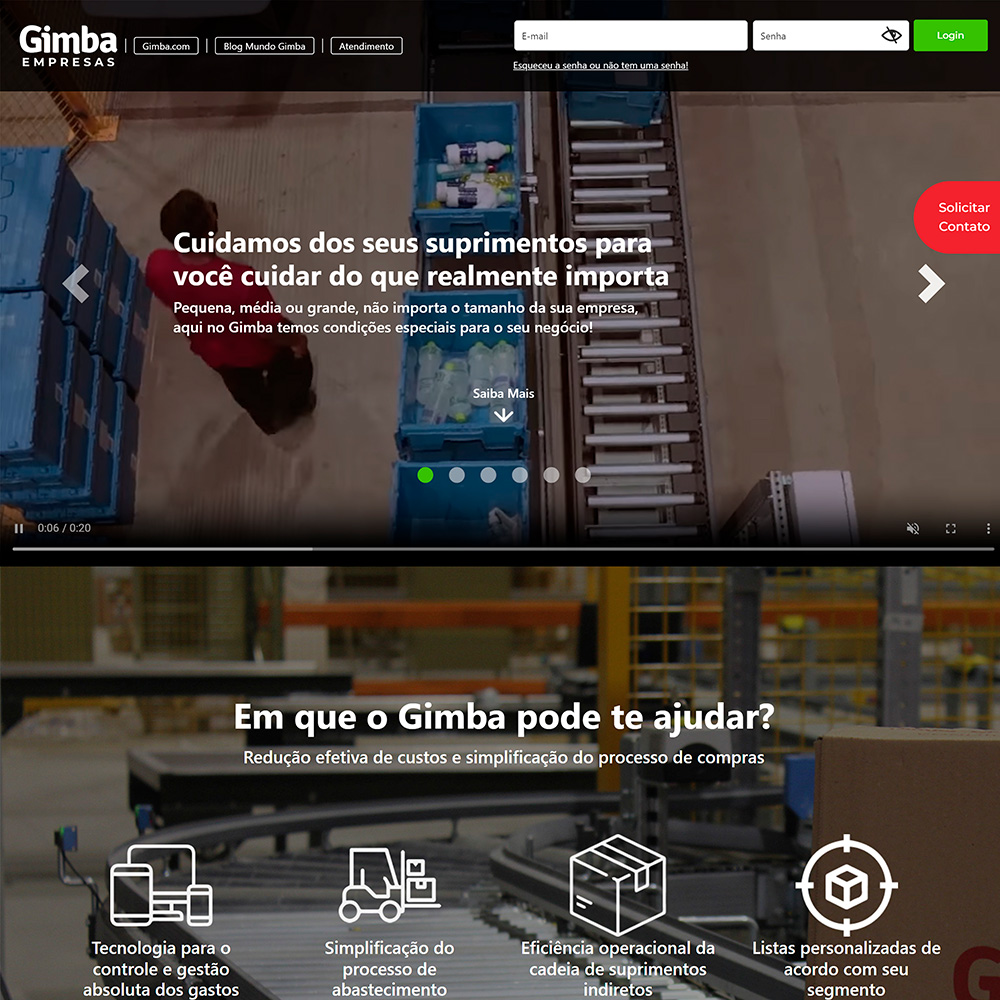 Gimba
EMPRESAS
Gimba.com
Blog Mundo Gimba
Atendimento
E-mail
Senha
Login
Esqueceu a senha ou não tem uma senha!
Solicitar
Contato
Cuidamos dos seus suprimentos para
você cuidar do que realmente importa
Pequena, média ou grande, não importa o tamanho da sua empresa,
aqui no Gimba temos condições especiais para o seu negócio!
Saiba Mais
0:06 / 0:20
Em que o Gimba pode te ajudar?
Redução efetiva de custos e simplificação do processo de compras
Tecnologia para o
controle e gestão
absoluta dos gastos
Simplificação do
processo de
abastecimento
Eficiência operacional da
cadeia de suprimentos
indiretos
Listas personalizadas de
acordo com seu
segmento
G